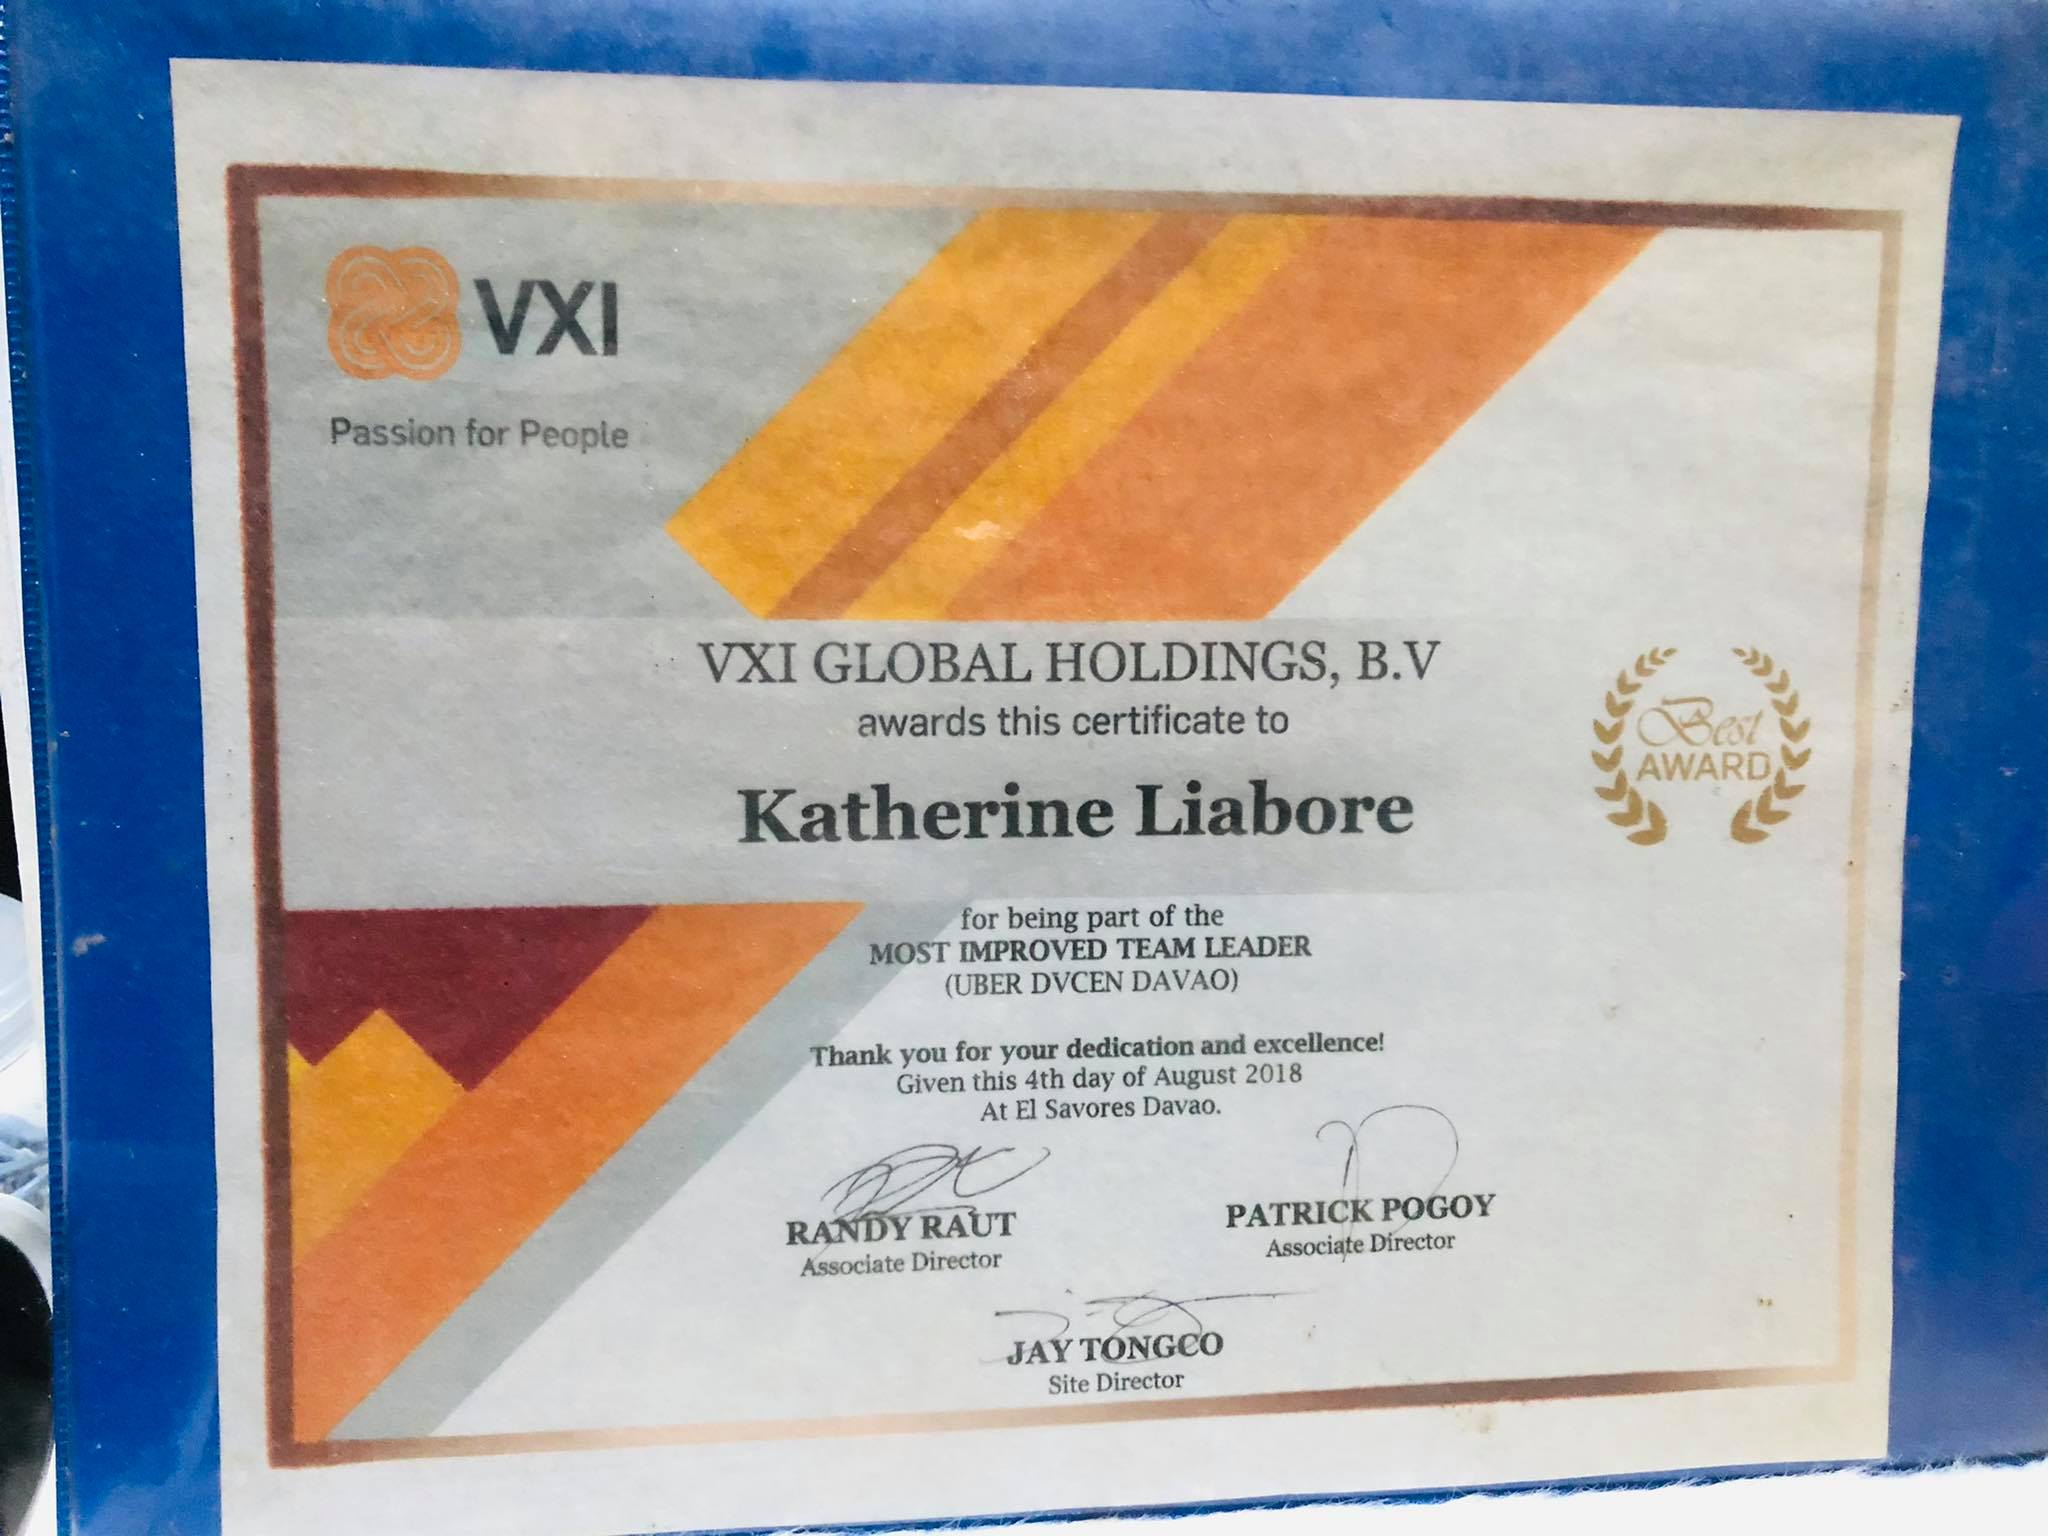 VXI
Passion for People
VXI GLOBAL HOLDINGS, B.V
awards this certificate to
Katherine Liabore
Best
AWARD
for being part of the
MOST IMPROVED TEAM LEADER
(UBER DVCEN DAVAO)
Thank you for your dedication and excellence!
Given this 4th day of August 2018
At El Savores Davao.
RANDY RAUT
Associate Director
PATRICK POGOY
Associate Director
JAY TONGCO
Site Director